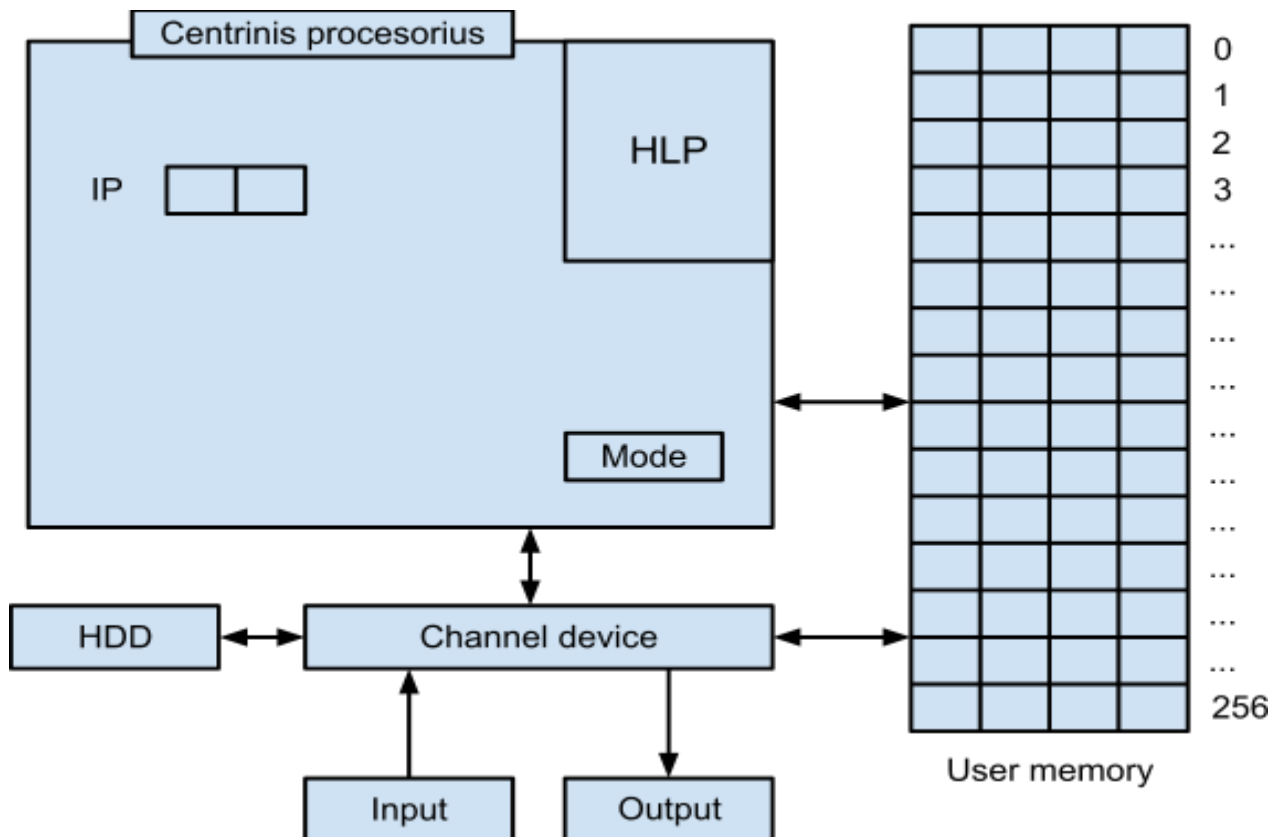 Centrinis procesorius
HLP
IP
Mode
HDD
Channel device
Input
Output
0
1
2
3
...
...
...
...
...
...
...
...
...
...
256
User memory